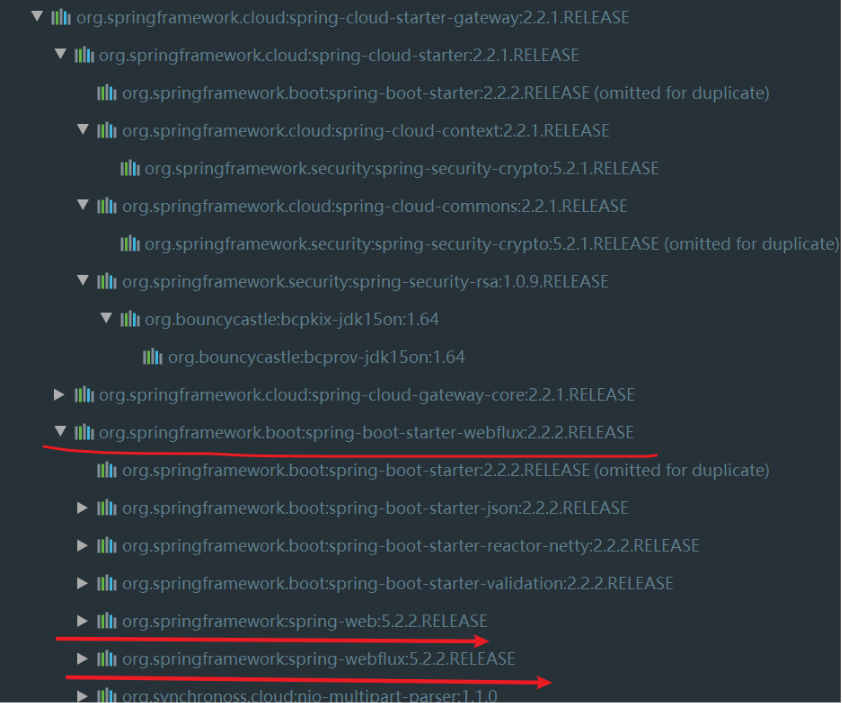 org.springframework.cloud:spring-cloud-starter-gateway:2.2.1.RELEASE
org.springframework.cloud:spring-cloud-starter:2.2.1.RELEASE
org.springframework.boot:spring-boot-starter:2.2.2.RELEASE (omitted for duplicate)
org.springframework.cloud:spring-cloud-context:2.2.1.RELEASE
org.springframework.security:spring-security-crypto:5.2.1.RELEASE
org.springframework.cloud:spring-cloud-commons:2.2.1.RELEASE
org.springframework.security:spring-security-crypto:5.2.1.RELEASE (omitted for duplicate)
org.springframework.security:spring-security-rsa:1.0.9.RELEASE
org.bouncycastle:bcpkix-jdk15on:1.64
org.bouncycastle:bcprov-jdk15on:1.64
org.springframework.cloud:spring-cloud-gateway-core:2.2.1.RELEASE
org.springframework.boot:spring-boot-starter-webflux:2.2.2.RELEASE
org.springframework.boot:spring-boot-starter:2.2.2.RELEASE (omitted for duplicate)
org.springframework.boot:spring-boot-starter-json:2.2.2.RELEASE
org.springframework.boot:spring-boot-starter-reactor-netty:2.2.2.RELEASE
org.springframework.boot:spring-boot-starter-validation:2.2.2.RELEASE
org.springframework:spring-web:5.2.2.RELEASE
org.springframework:spring-webflux:5.2.2.RELEASE
org.synchronoss.cloud:nio-multipart-parser:1.1.0